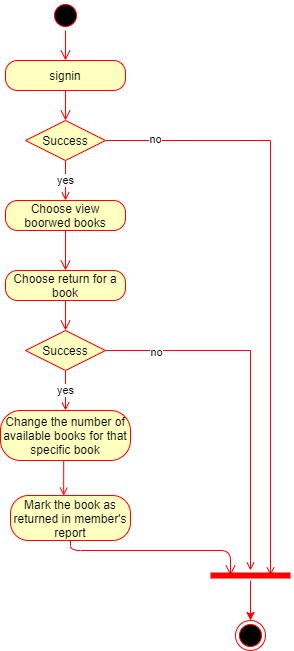 signin
Success
no
yes
Choose view
boorwed books
Choose return for a
book
Success
no
yes
Change the number of
available books for that
specific book
Mark the book as
returned in member's
report